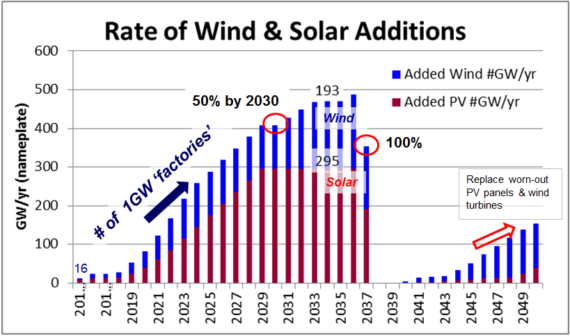 Rate of Wind & Solar Additions
600
500
400
300
200
100
0
GW/yr (nameplate)
Added Wind #GW/yr
Added PV #GW/yr
50% by 2030
193
Wind
100%
295
Solar
# of 1GW 'factories'
Replace worn-out
PV panels & wind
turbines
16
201...
201...
2021
2023
2025
2027
2029
2031
2033
2035
2037
2039
2041
2043
2045
2047
2049